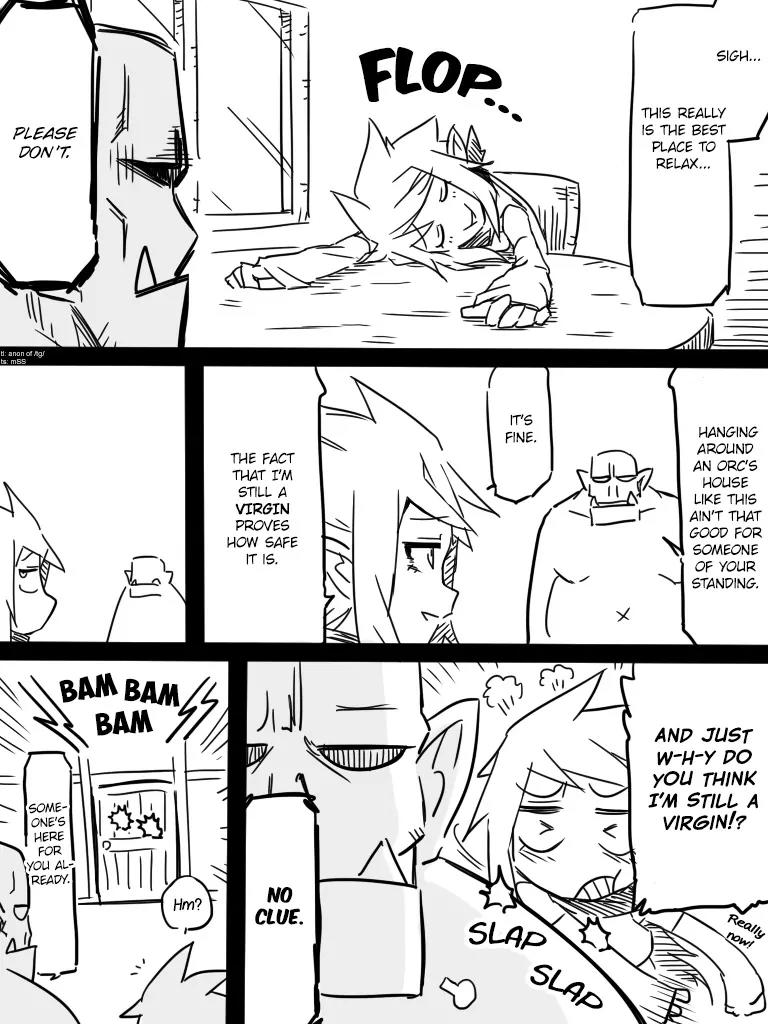 SIGH...
THIS REALLY
IS THE BEST
PLACE TO
RELAX...
FLOP...
PLEASE
DON'T.
tl: anon of /tg/
ts: mSS
HANGING
AROUND
AN ORC'S
HOUSE
LIKE THIS
AIN'T THAT
GOOD FOR
SOMEONE
OF YOUR
STANDING.
IT'S
FINE.
THE FACT
THAT I'M
STILL A
VIRGIN
PROVES
HOW SAFE
IT IS.
AND JUST
W-H-Y DO
YOU THINK
I'M STILL A
VIRGIN!?
Really
now!
SLAP
SLAP
NO
CLUE.
BAM BAM
BAM
Hm?
SOME-
ONE'S
HERE
FOR
YOU AL-
READY.